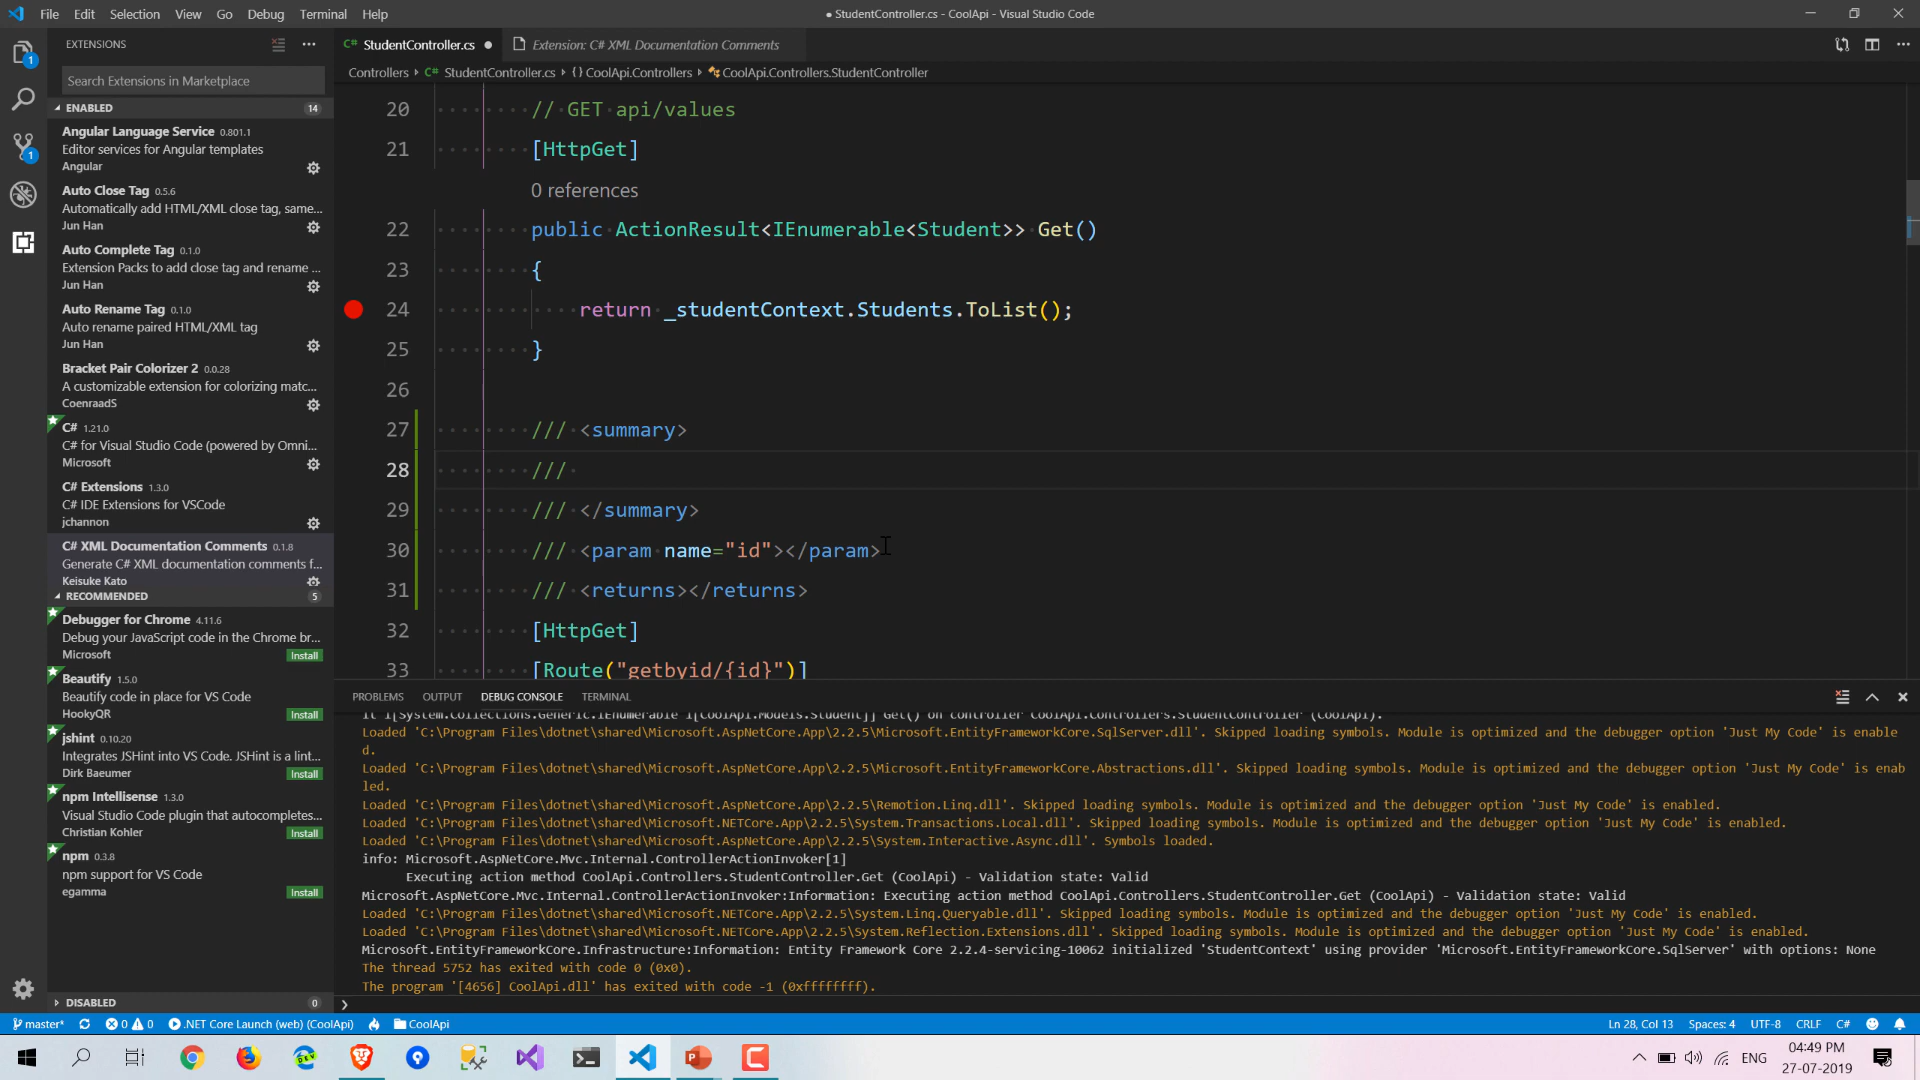 File Edit Selection View Go Debug Terminal Help
● StudentController.cs - CoolApi - Visual Studio Code
EXTENSIONS
Search Extensions in Marketplace
ENABLED 14
Angular Language Service 0.801.1
Editor services for Angular templates
Angular
Auto Close Tag 0.5.6
Automatically add HTML/XML close tag, same...
Jun Han
Auto Complete Tag 0.1.0
Extension Packs to add close tag and rename ...
Jun Han
Auto Rename Tag 0.1.0
Auto rename paired HTML/XML tag
Jun Han
Bracket Pair Colorizer 2 0.0.28
A customizable extension for colorizing matc...
CoenraadS
C# 1.21.0
C# for Visual Studio Code (powered by Omni...
Microsoft
C# Extensions 1.3.0
C# IDE Extensions for VSCode
jchannon
C# XML Documentation Comments 0.1.8
Generate C# XML documentation comments f...
Keisuke Kato
RECOMMENDED 5
Debugger for Chrome 4.11.6
Debug your JavaScript code in the Chrome br...
Microsoft Install
Beautify 1.5.0
Beautify code in place for VS Code
HookyQR Install
jshint 0.10.20
Integrates JSHint into VS Code. JSHint is a lint...
Dirk Baeumer Install
npm Intellisense 1.3.0
Visual Studio Code plugin that autocompletes...
Christian Kohler Install
npm 0.3.8
npm support for VS Code
egamma Install
DISABLED 0
C# StudentController.cs ●
Extension: C# XML Documentation Comments
Controllers C# StudentController.cs {} CoolApi.Controllers CoolApi.Controllers.StudentController
20 // GET api/values
21 [HttpGet]
0 references
22 public ActionResult<IEnumerable<Student>> Get()
23 {
24 return _studentContext.Students.ToList();
25 }
26
27 /// <summary>
28 ///
29 /// </summary>
30 /// <param name="id"></param>
31 /// <returns></returns>
32 [HttpGet]
33 [Route("getbyid/{id}")]
PROBLEMS OUTPUT DEBUG CONSOLE TERMINAL
lt`1[System.Collections.Generic.IEnumerable`1[CoolApi.Models.Student]] Get() on controller CoolApi.Controllers.StudentController (CoolApi).
Loaded 'C:\Program Files\dotnet\shared\Microsoft.AspNetCore.App\2.2.5\Microsoft.EntityFrameworkCore.SqlServer.dll'. Skipped loading symbols. Module is optimized and the debugger option 'Just My Code' is enable
d.
Loaded 'C:\Program Files\dotnet\shared\Microsoft.AspNetCore.App\2.2.5\Microsoft.EntityFrameworkCore.Abstractions.dll'. Skipped loading symbols. Module is optimized and the debugger option 'Just My Code' is enab
led.
Loaded 'C:\Program Files\dotnet\shared\Microsoft.AspNetCore.App\2.2.5\Remotion.Linq.dll'. Skipped loading symbols. Module is optimized and the debugger option 'Just My Code' is enabled.
Loaded 'C:\Program Files\dotnet\shared\Microsoft.NETCore.App\2.2.5\System.Transactions.Local.dll'. Skipped loading symbols. Module is optimized and the debugger option 'Just My Code' is enabled.
Loaded 'C:\Program Files\dotnet\shared\Microsoft.AspNetCore.App\2.2.5\System.Interactive.Async.dll'. Symbols loaded.
info: Microsoft.AspNetCore.Mvc.Internal.ControllerActionInvoker[1]
Executing action method CoolApi.Controllers.StudentController.Get (CoolApi) - Validation state: Valid
Microsoft.AspNetCore.Mvc.Internal.ControllerActionInvoker:Information: Executing action method CoolApi.Controllers.StudentController.Get (CoolApi) - Validation state: Valid
Loaded 'C:\Program Files\dotnet\shared\Microsoft.NETCore.App\2.2.5\System.Linq.Queryable.dll'. Skipped loading symbols. Module is optimized and the debugger option 'Just My Code' is enabled.
Loaded 'C:\Program Files\dotnet\shared\Microsoft.NETCore.App\2.2.5\System.Reflection.Extensions.dll'. Skipped loading symbols. Module is optimized and the debugger option 'Just My Code' is enabled.
Microsoft.EntityFrameworkCore.Infrastructure:Information: Entity Framework Core 2.2.4-servicing-10062 initialized 'StudentContext' using provider 'Microsoft.EntityFrameworkCore.SqlServer' with options: None
The thread 5752 has exited with code 0 (0x0).
The program '[4656] CoolApi.dll' has exited with code -1 (0xffffffff).
master* 0 0 .NET Core Launch (web) (CoolApi) CoolApi Ln 28, Col 13 Spaces: 4 UTF-8 CRLF C#
DEV
ENG
04:49 PM
27-07-2019